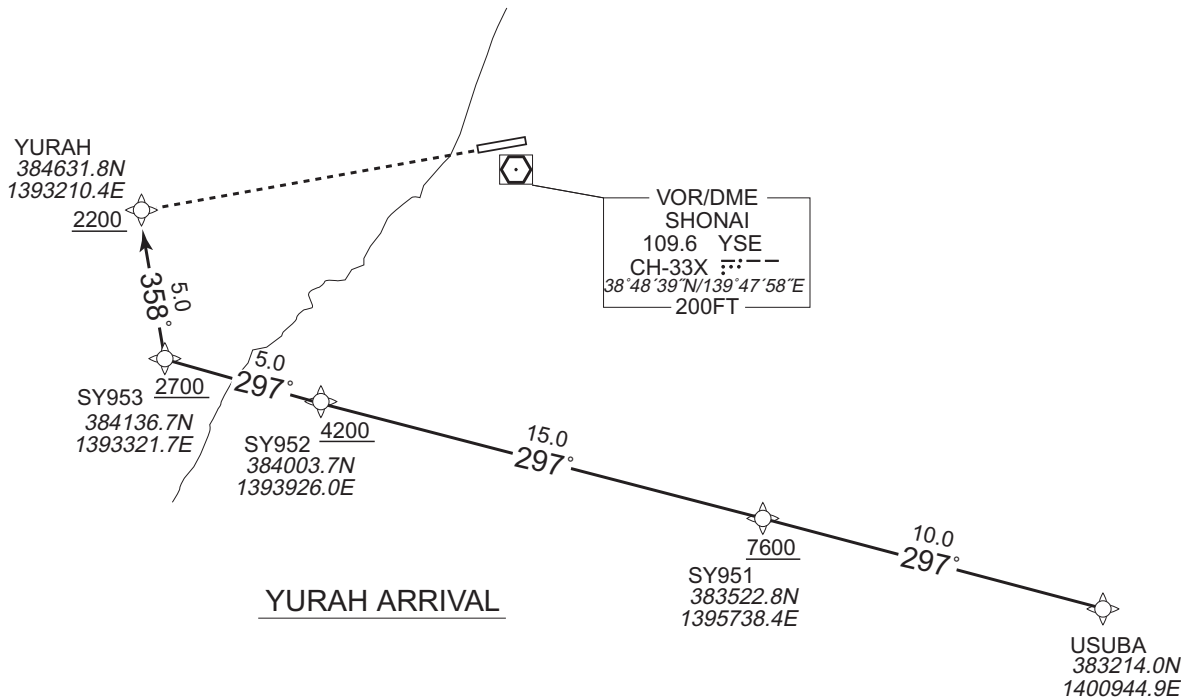 YURAH
384631.8N
1393210.4E
2200
VOR/DME
SHONAI
109.6 YSE
CH-33X
38°48′39″N/139°47′58″E
200FT
5.0
358°
SY953
384136.7N
1393321.7E
2700
5.0
297°
SY952
384003.7N
1393926.0E
4200
15.0
297°
7600
SY951
383522.8N
1395738.4E
10.0
297°
USUBA
383214.0N
1400944.9E
YURAH ARRIVAL